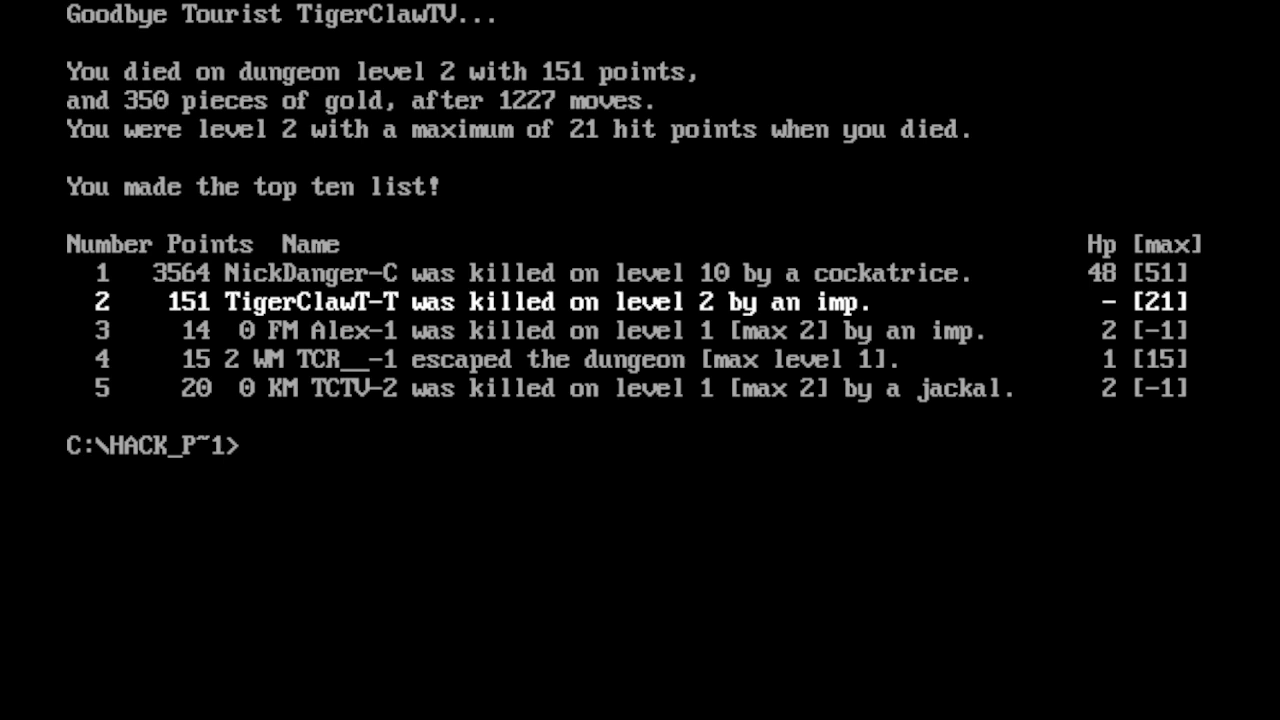 Goodbye Tourist TigerClawTV...
You died on dungeon level 2 with 151 points,
and 350 pieces of gold, after 1227 moves.
You were level 2 with a maximum of 21 hit points when you died.
You made the top ten list!
Number Points  Name Hp [max]
1 3564 NickDanger-C was killed on level 10 by a cockatrice. 48 [51]
2 151 TigerClawT-T was killed on level 2 by an imp. - [21]
3 14 0 FM Alex-1 was killed on level 1 [max 2] by an imp. 2 [-1]
4 15 2 WM TCR__-1 escaped the dungeon [max level 1]. 1 [15]
5 20 0 KM TCTV-2 was killed on level 1 [max 2] by a jackal. 2 [-1]
C:\HACK_P~1>